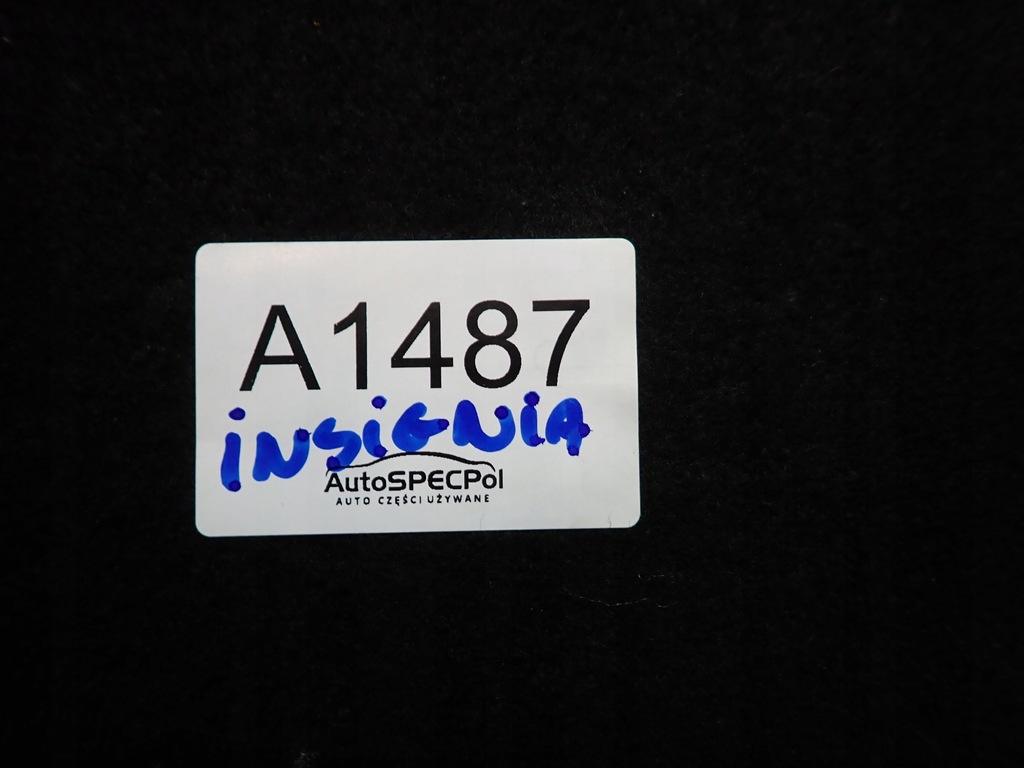 A1487
iNSiGNiA
AutoSPECPol
AUTO CZĘŚCI UŻYWANE